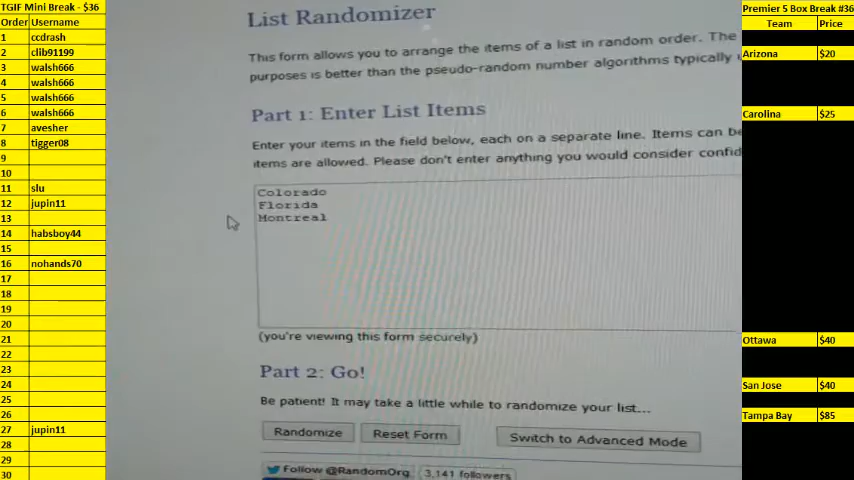 TGIF Mini Break - $36
Order Username
1 ccdrash
2 clib91199
3 walsh666
4 walsh666
5 walsh666
6 walsh666
7 avesher
8 tigger08
9
10
11 slu
12 jupin11
13
14 habsboy44
15
16 nohands70
17
18
19
20
21
22
23
24
25
26
27 jupin11
28
29
30
List Randomizer
This form allows you to arrange the items of a list in random order. The
purposes is better than the pseudo-random number algorithms typically
Part 1: Enter List Items
Enter your items in the field below, each on a separate line. Items can be
items are allowed. Please don't enter anything you would consider confid
Colorado
Florida
Montreal
(you're viewing this form securely)
Part 2: Go!
Be patient! It may take a little while to randomize your list...
Randomize Reset Form Switch to Advanced Mode
Follow @RandomOrg 3,141 followers
Premier 5 Box Break #36
Team Price
Arizona $20
Carolina $25
Ottawa $40
San Jose $40
Tampa Bay $85